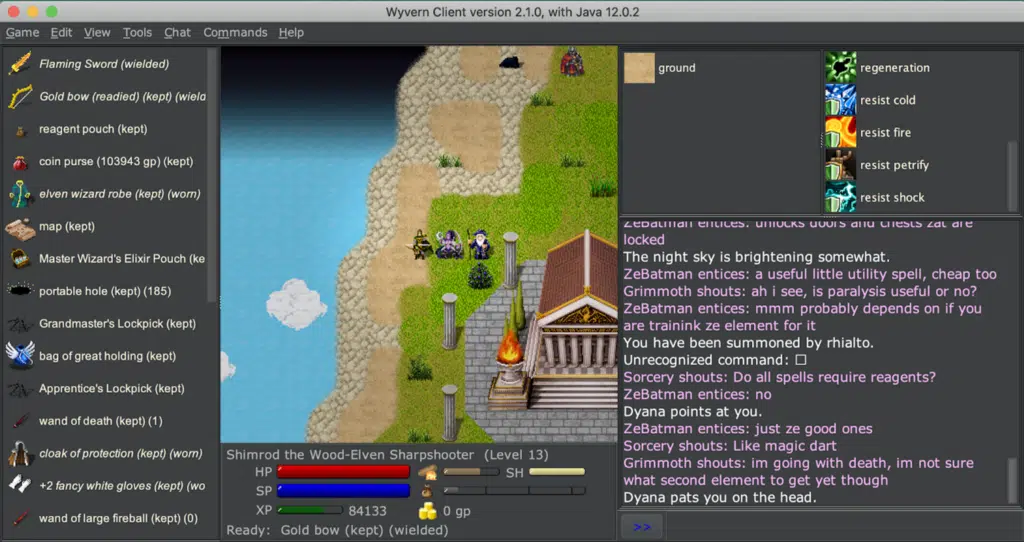 Wyvern Client version 2.1.0, with Java 12.0.2
Game Edit View Tools Chat Commands Help
Flaming Sword (wielded)
Gold bow (readied) (kept) (wield
reagent pouch (kept)
coin purse (103943 gp) (kept)
elven wizard robe (kept) (worn)
map (kept)
Master Wizard's Elixir Pouch (ke
portable hole (kept) (185)
Grandmaster's Lockpick (kept)
bag of great holding (kept)
Apprentice's Lockpick (kept)
wand of death (kept) (1)
cloak of protection (kept) (worn)
+2 fancy white gloves (kept) (wo
wand of large fireball (kept) (0)
Shimrod the Wood-Elven Sharpshooter (Level 13)
HP
SH
SP
XP 84133
0 gp
Ready: Gold bow (kept) (wielded)
ground
regeneration
resist cold
resist fire
resist petrify
resist shock
ZeBatman entices: unlocks doors and chests zat are
locked
The night sky is brightening somewhat.
ZeBatman entices: a useful little utility spell, cheap too
Grimmoth shouts: ah i see, is paralysis useful or no?
ZeBatman entices: mmm probably depends on if you
are trainink ze element for it
You have been summoned by rhialto.
Unrecognized command: □
Sorcery shouts: Do all spells require reagents?
ZeBatman entices: no
Dyana points at you.
ZeBatman entices: just ze good ones
Sorcery shouts: Like magic dart
Grimmoth shouts: im going with death, im not sure
what second element to get yet though
Dyana pats you on the head.
>>